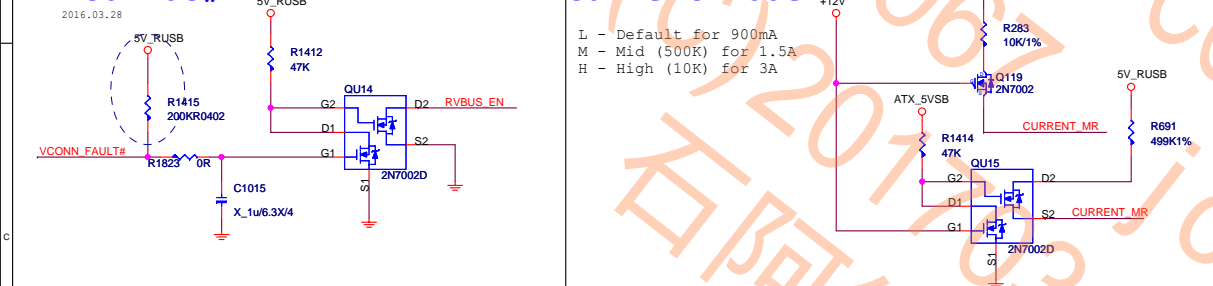 2016.03.28
5V_RUSB
5V_RUSB
R1412
47K
R1415
200KR0402
VCONN_FAULT#
R1823
0R
C1015
X_1u/6.3X/4
QU14
G2
D1
G1
S1
D2
S2
2N7002D
RVBUS_EN
L - Default for 900mA
M - Mid (500K) for 1.5A
H - High (10K) for 3A
+12V
R283
10K/1%
Q119
2N7002
CURRENT_MR
5V_RUSB
R691
499K1%
ATX_5VSB
R1414
47K
QU15
G2
D1
G1
S1
D2
S2
2N7002D
CURRENT_MR
C
石阿